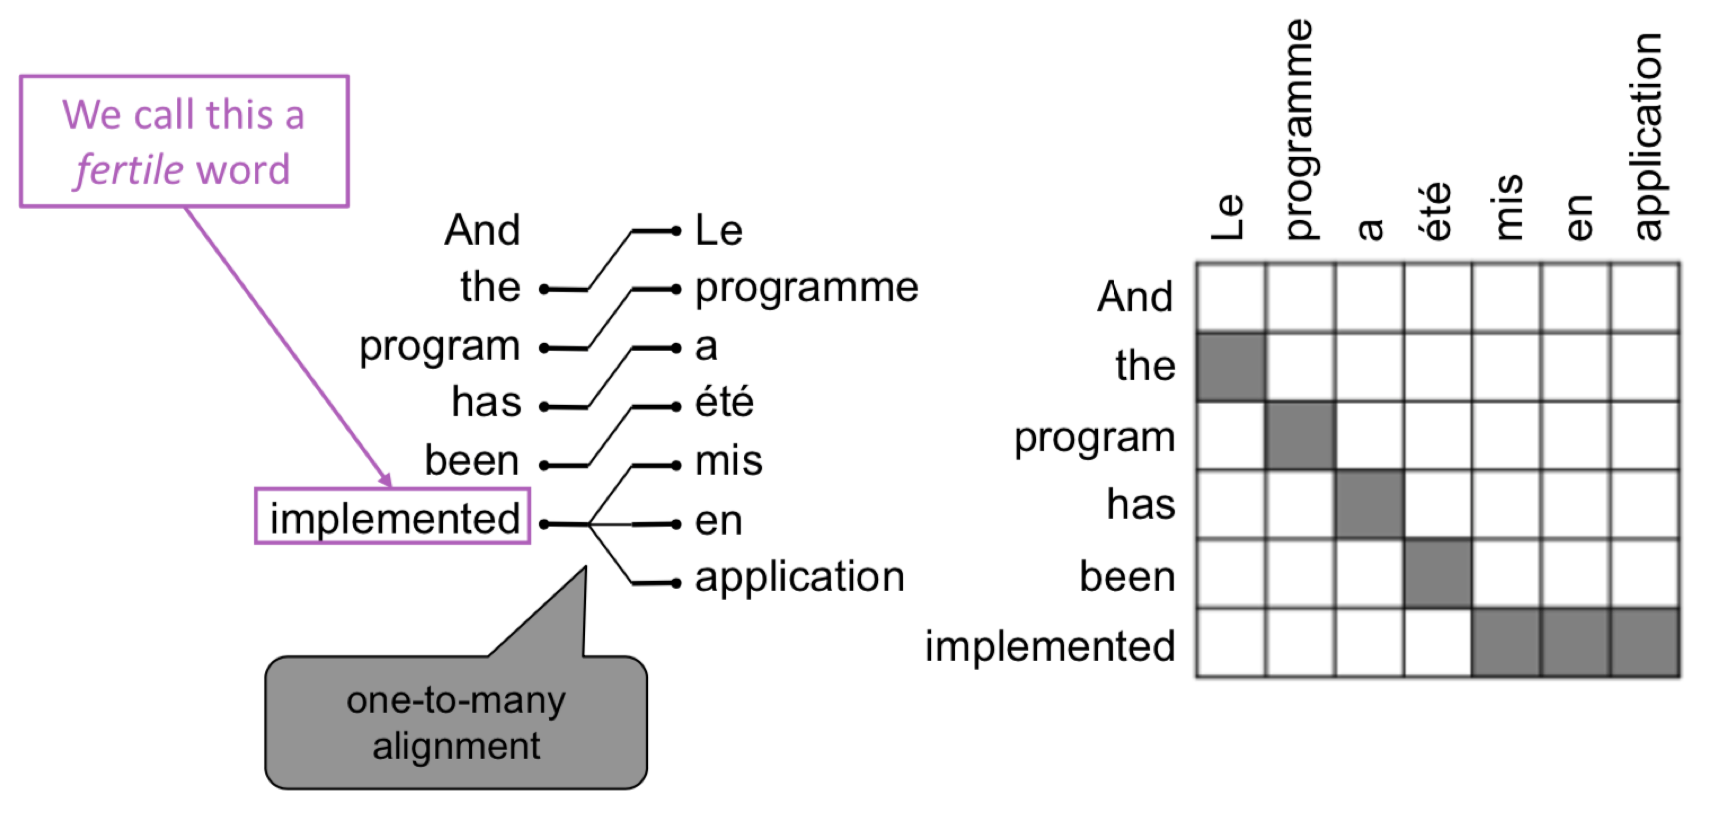 We call this a
fertile word
And
the
program
has
been
implemented
Le
programme
a
été
mis
en
application
one-to-many
alignment
Le
programme
a
été
mis
en
application
And
the
program
has
been
implemented